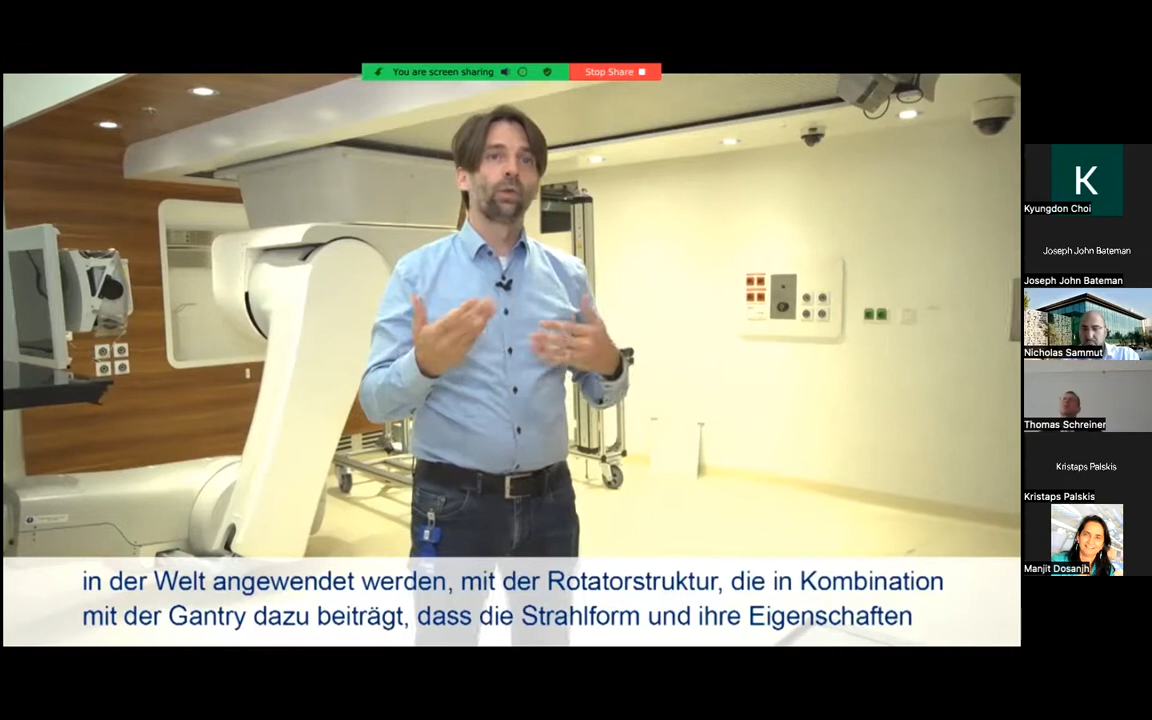 You are screen sharing
Stop Share
K
Kyungdon Choi
Joseph John Bateman
Joseph John Bateman
Nicholas Sammut
Thomas Schreiner
Kristaps Palskis
Kristaps Palskis
Manjit Dosanjh
in der Welt angewendet werden, mit der Rotatorstruktur, die in Kombination
mit der Gantry dazu beiträgt, dass die Strahlform und ihre Eigenschaften